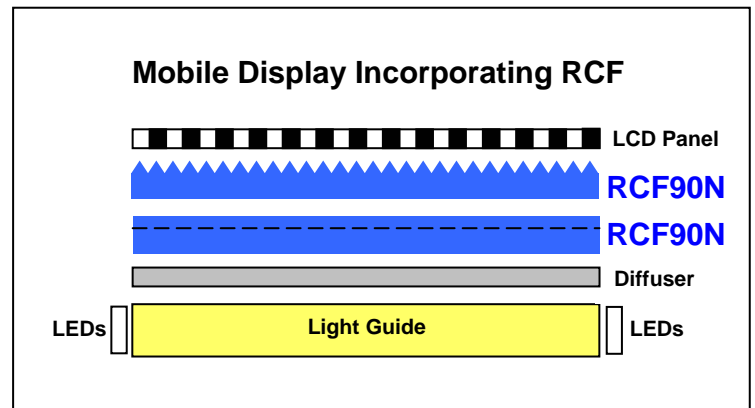 Mobile Display Incorporating RCF
LCD Panel
RCF90N
RCF90N
Diffuser
LEDs
Light Guide
LEDs